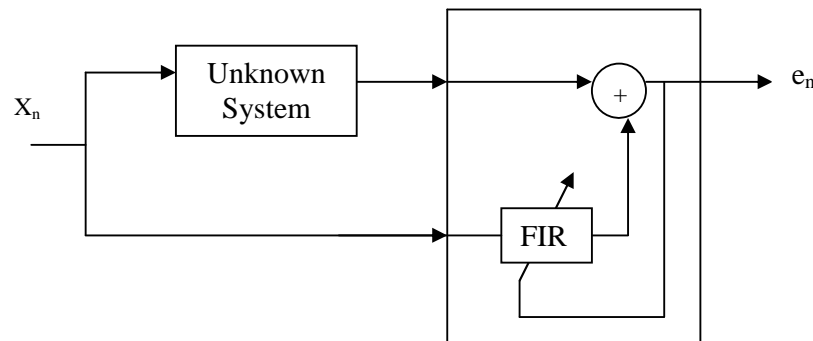 Unknown
System
Xₙ
+
eₙ
FIR